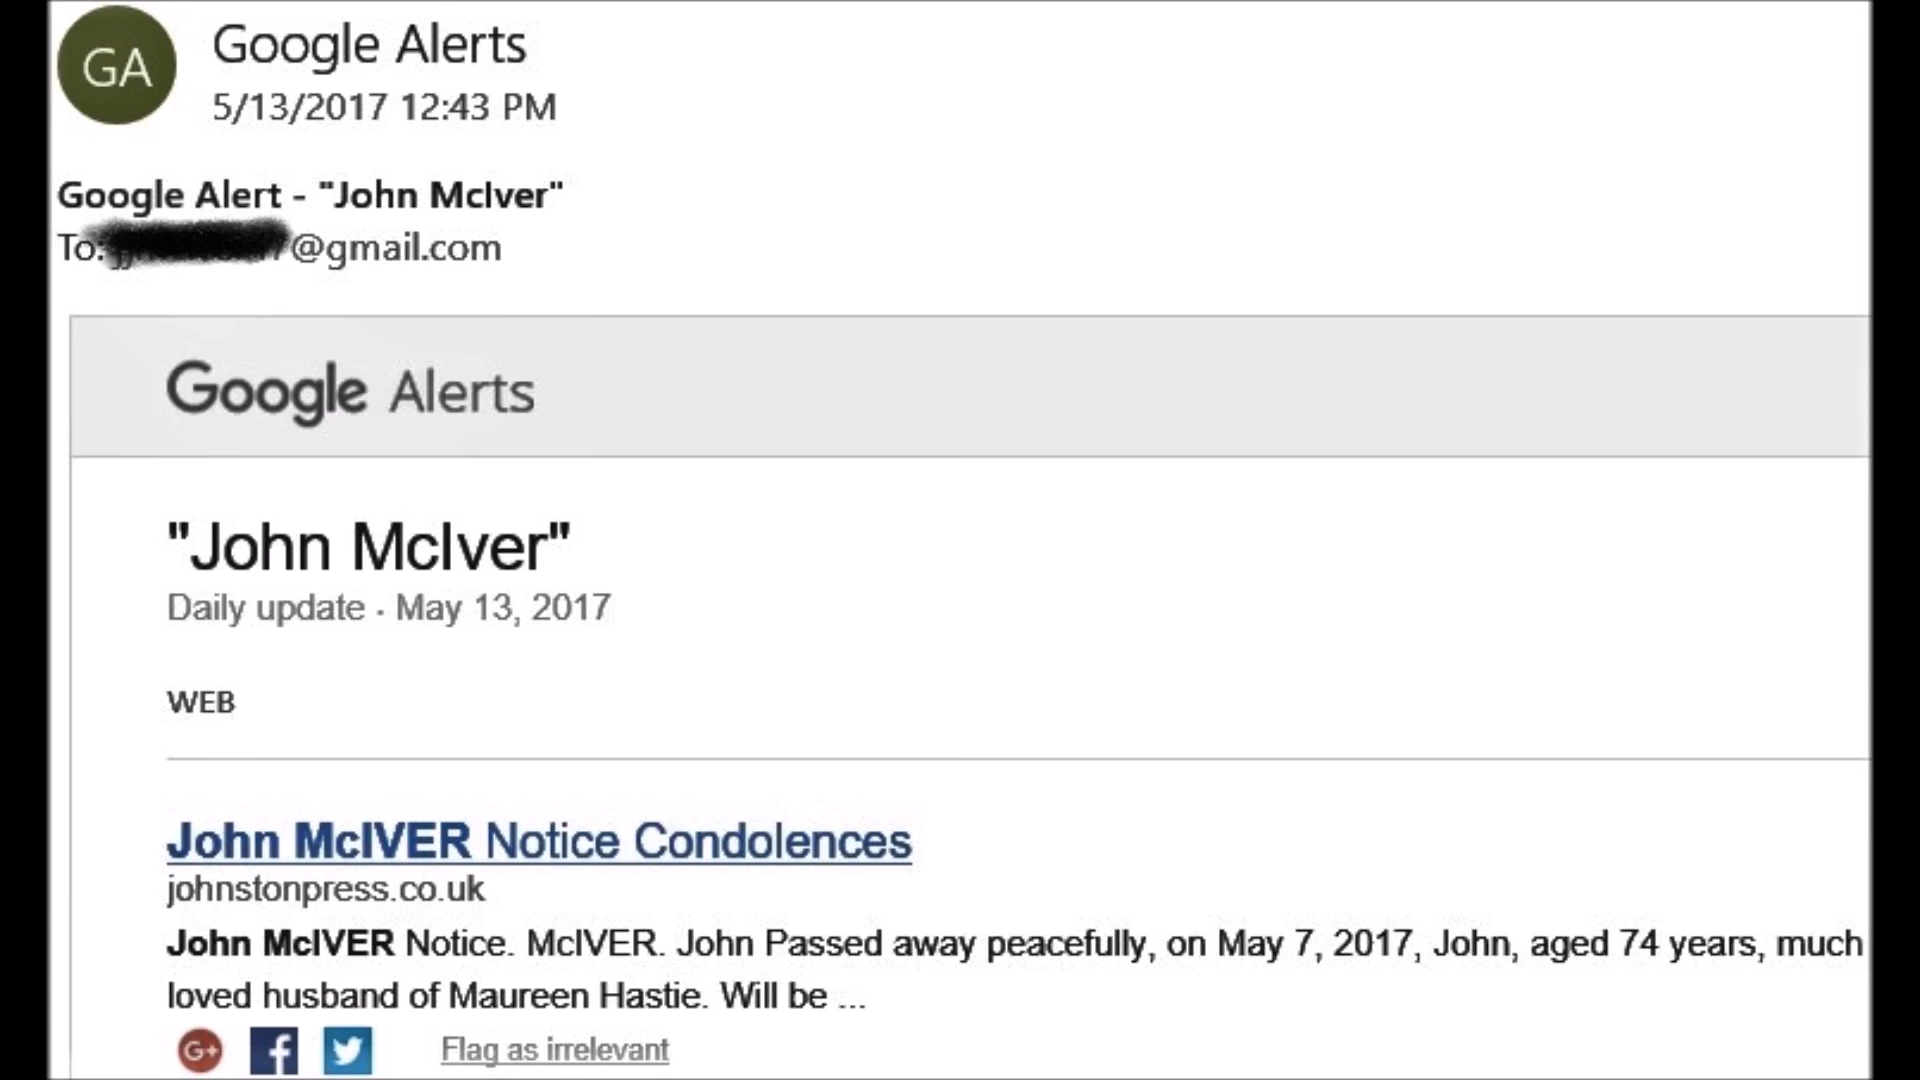 GA
Google Alerts
5/13/2017 12:43 PM
Google Alert - "John McIver"
To: @gmail.com
Google Alerts
"John McIver"
Daily update · May 13, 2017
WEB
John McIVER Notice Condolences
johnstonpress.co.uk
John McIVER Notice. McIVER. John Passed away peacefully, on May 7, 2017, John, aged 74 years, much
loved husband of Maureen Hastie. Will be ...
G+ f
Flag as irrelevant